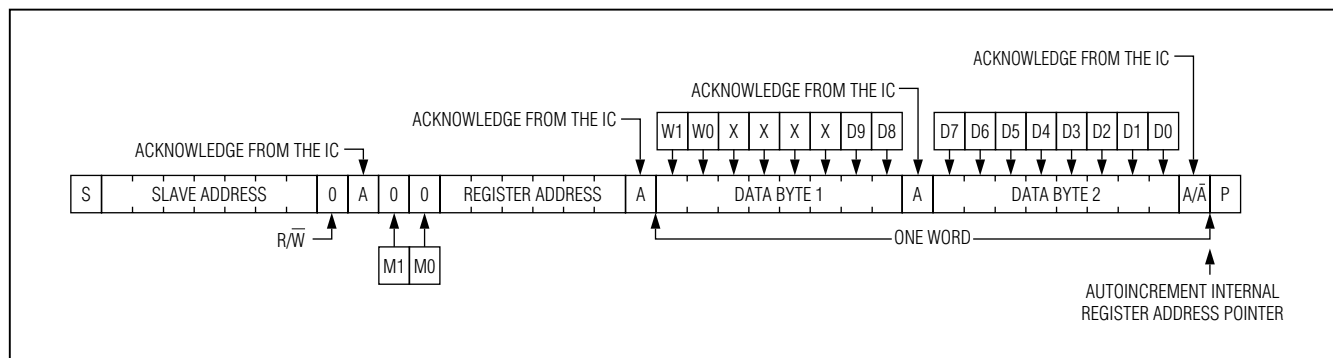 ACKNOWLEDGE FROM THE IC
ACKNOWLEDGE FROM THE IC
ACKNOWLEDGE FROM THE IC
W1 W0 X X X X D9 D8
D7 D6 D5 D4 D3 D2 D1 D0
ACKNOWLEDGE FROM THE IC
S SLAVE ADDRESS 0 A 0 0 REGISTER ADDRESS A DATA BYTE 1 A DATA BYTE 2 A/Ā P
R/W̅
ONE WORD
M1 M0
AUTOINCREMENT INTERNAL
REGISTER ADDRESS POINTER